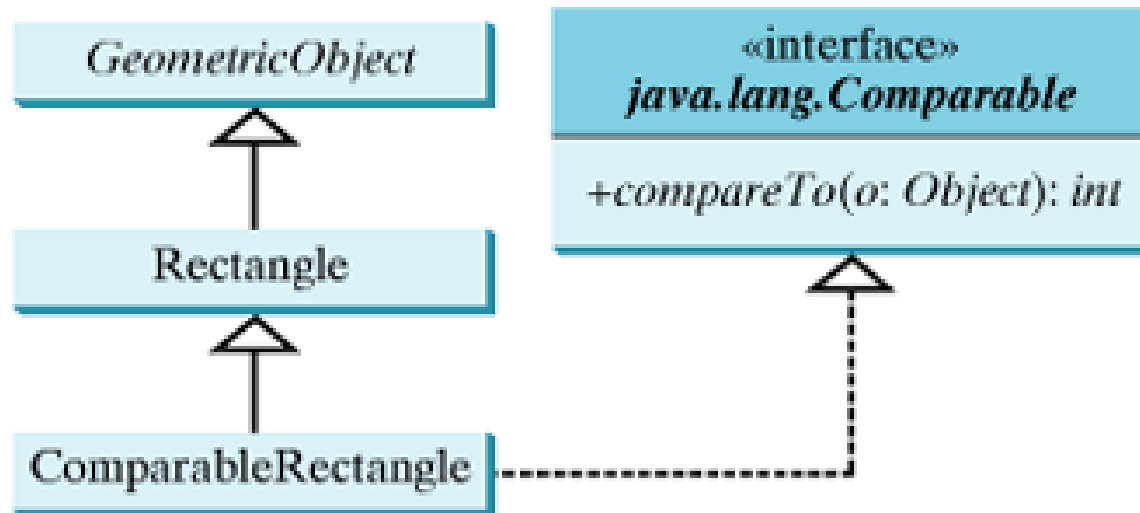 GeometricObject
«interface»
java.lang.Comparable
+compareTo(o: Object): int
Rectangle
ComparableRectangle